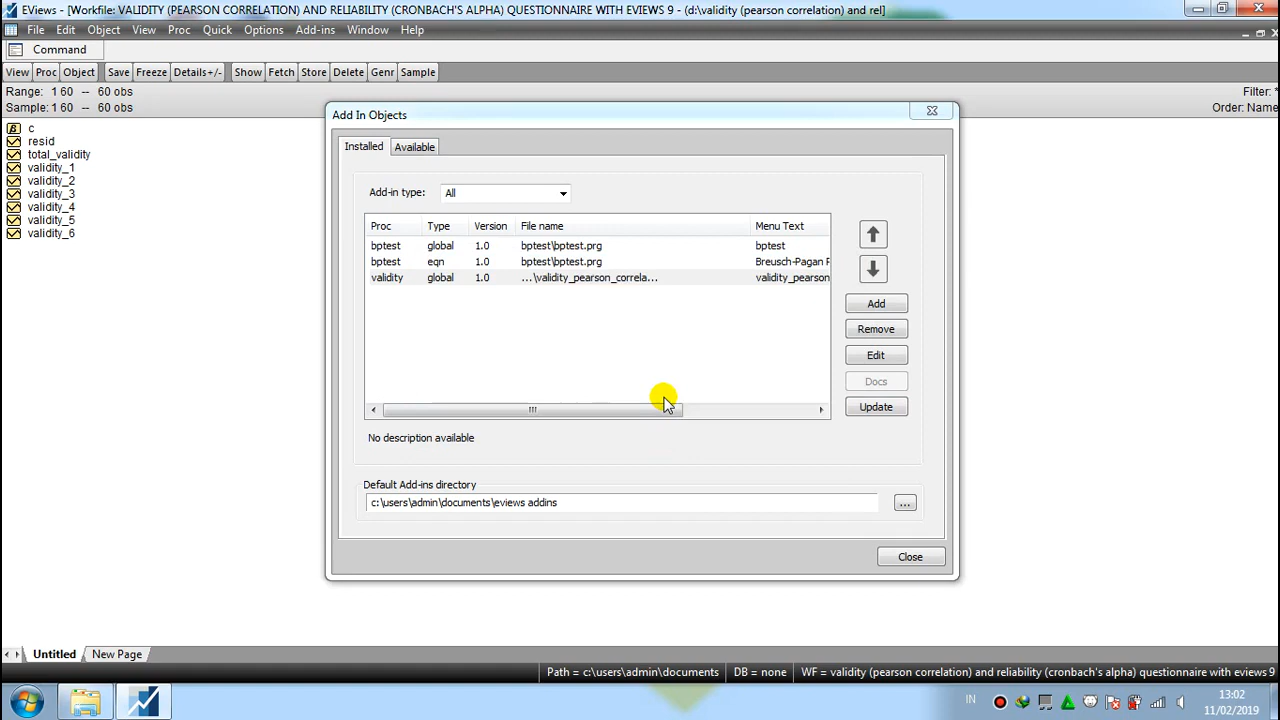 EViews - [Workfile: VALIDITY (PEARSON CORRELATION) AND RELIABILITY (CRONBACH'S ALPHA) QUESTIONNAIRE WITH EVIEWS 9 - (d:\validity (pearson correlation) and rel]
File Edit Object View Proc Quick Options Add-ins Window Help
Command
View Proc Object Save Freeze Details+/- Show Fetch Store Delete Genr Sample
Range: 1 60 -- 60 obs Filter: *
Sample: 1 60 -- 60 obs Order: Name
c
resid
total_validity
validity_1
validity_2
validity_3
validity_4
validity_5
validity_6
Add In Objects
Installed Available
Add-in type: All
Proc Type Version File name Menu Text
bptest global 1.0 bptest\bptest.prg bptest
bptest eqn 1.0 bptest\bptest.prg Breusch-Pagan
validity global 1.0 ...\validity_pearson_correla... validity_pearson
Add
Remove
Edit
Docs
Update
No description available
Default Add-ins directory
c:\users\admin\documents\eviews addins
...
Close
Untitled New Page
Path = c:\users\admin\documents DB = none WF = validity (pearson correlation) and reliability (cronbach's alpha) questionnaire with eviews 9
IN
13:02
11/02/2019